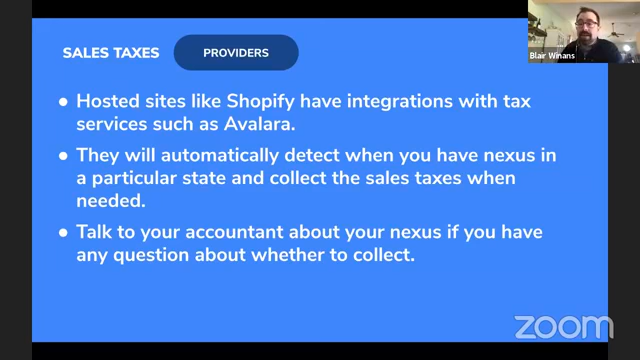 SALES TAXES
PROVIDERS
Blair Winans
● Hosted sites like Shopify have integrations with tax
services such as Avalara.
● They will automatically detect when you have nexus in
a particular state and collect the sales taxes when
needed.
● Talk to your accountant about your nexus if you have
any question about whether to collect.
zoom